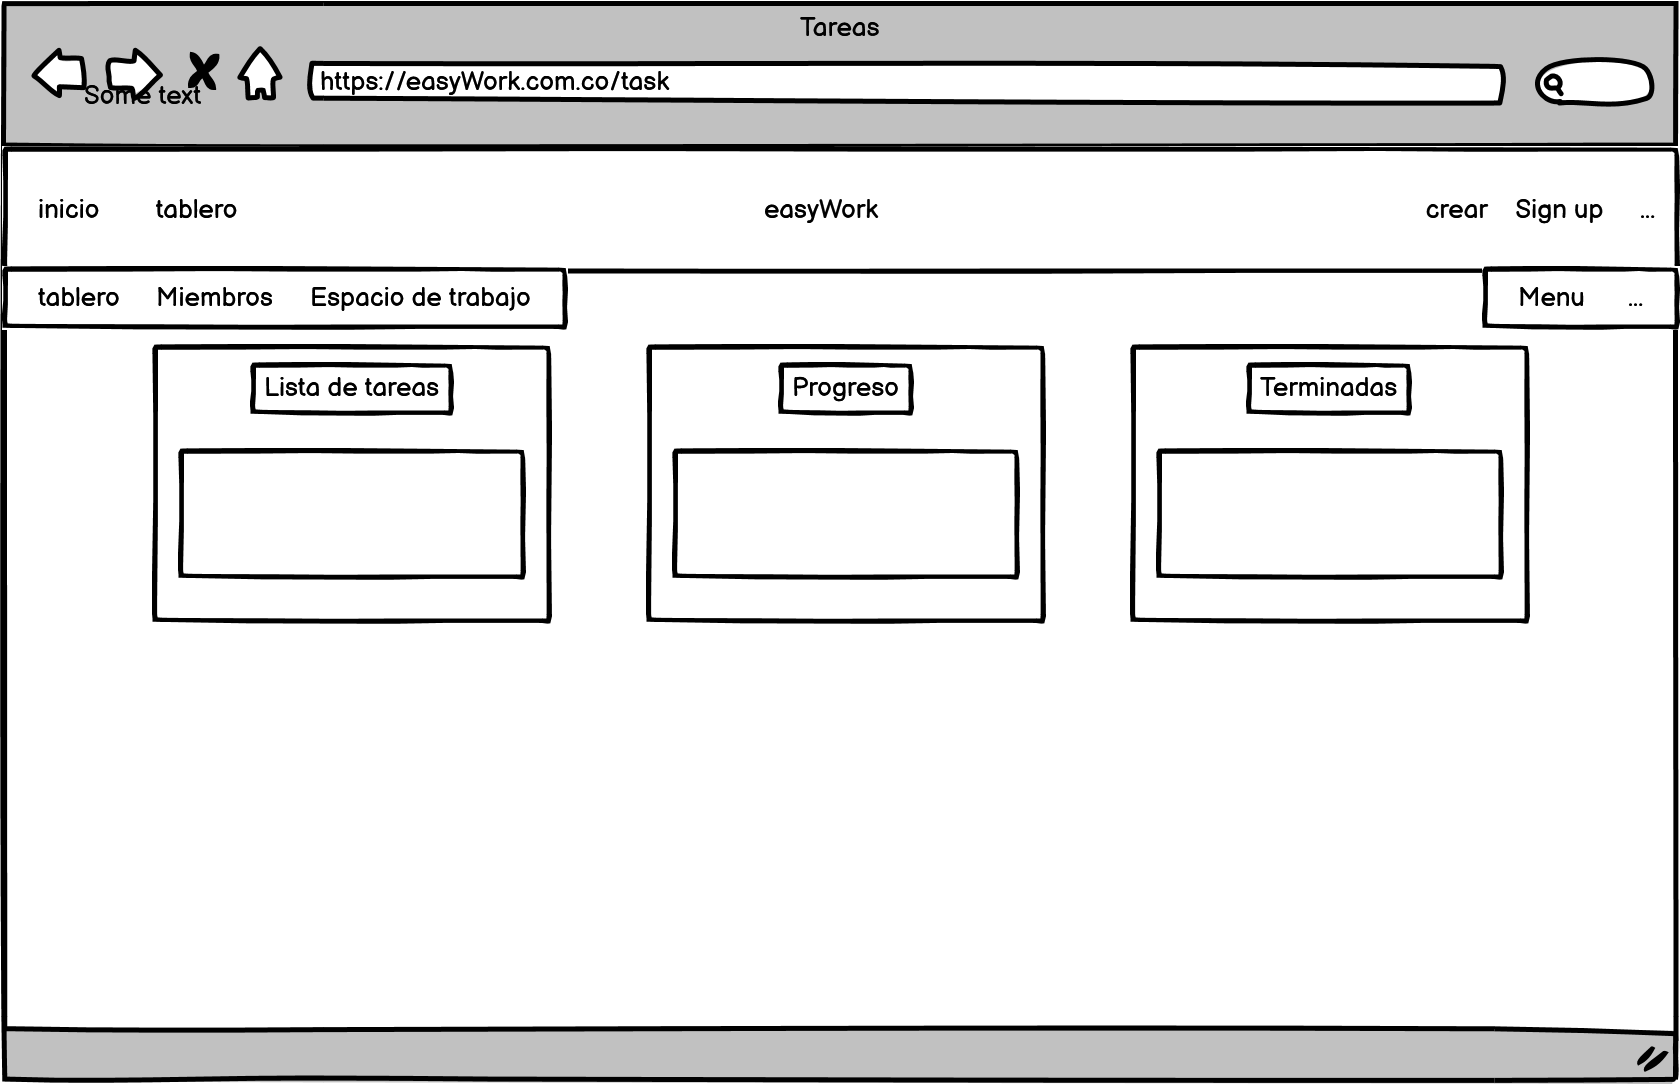 Tareas
https://easyWork.com.co/task
Some text
inicio tablero easyWork crear Sign up ...
tablero Miembros Espacio de trabajo Menu ...
Lista de tareas Progreso Terminadas